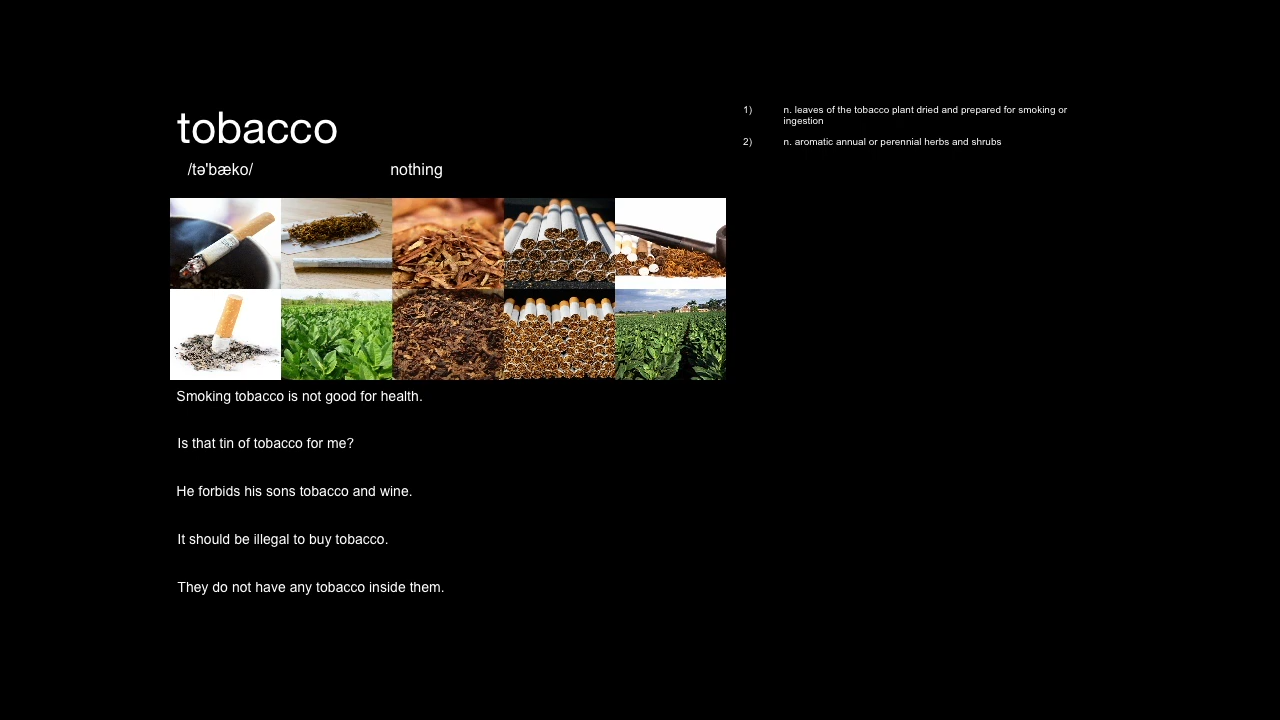 tobacco
/tə'bæko/
nothing
Smoking tobacco is not good for health.
Is that tin of tobacco for me?
He forbids his sons tobacco and wine.
It should be illegal to buy tobacco.
They do not have any tobacco inside them.
1) n. leaves of the tobacco plant dried and prepared for smoking or
ingestion
2) n. aromatic annual or perennial herbs and shrubs